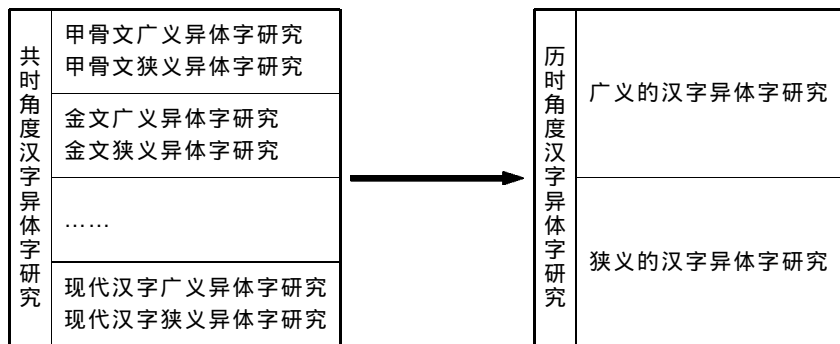 共时角度汉字异体字研究
甲骨文广义异体字研究
甲骨文狭义异体字研究
金文广义异体字研究
金文狭义异体字研究
……
现代汉字广义异体字研究
现代汉字狭义异体字研究
历时角度汉字异体字研究
广义的汉字异体字研究
狭义的汉字异体字研究